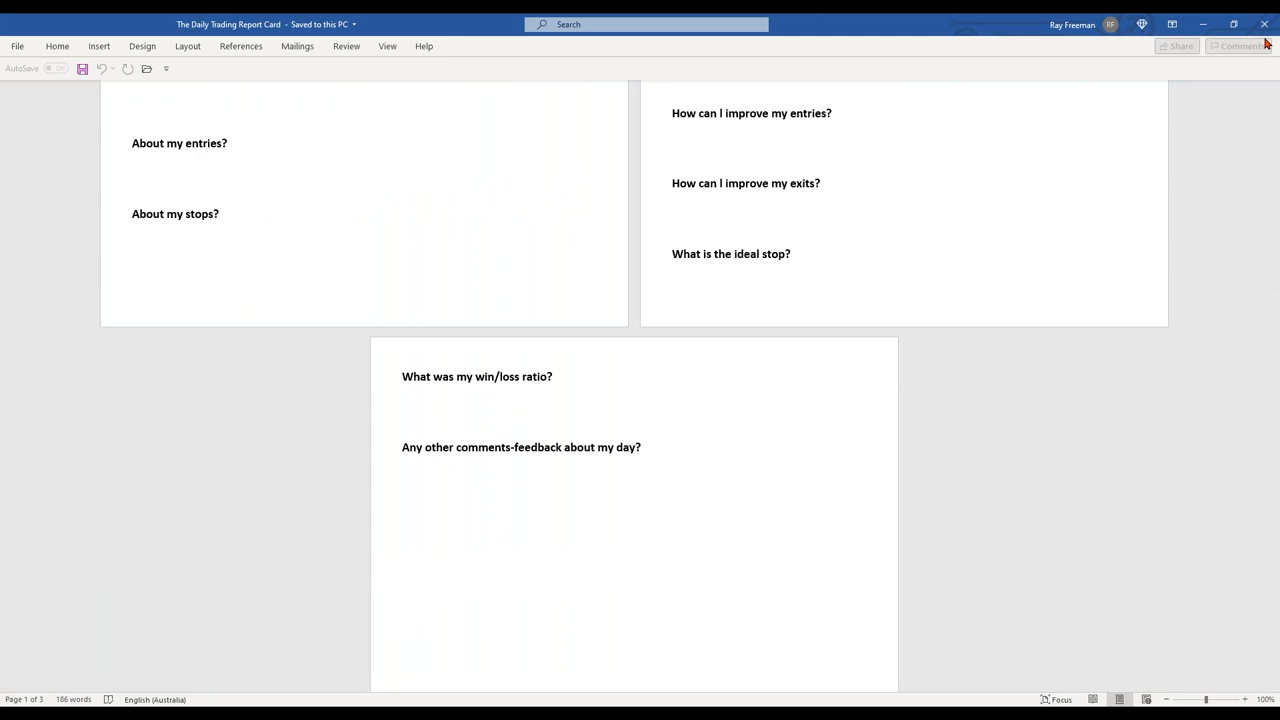 The Daily Trading Report Card - Saved to this PC
Search
Ray Freeman RF
File Home Insert Design Layout References Mailings Review View Help
Share Comments
AutoSave Off
About my entries?
About my stops?
How can I improve my entries?
How can I improve my exits?
What is the ideal stop?
What was my win/loss ratio?
Any other comments-feedback about my day?
Page 1 of 3 186 words English (Australia) Focus 100%